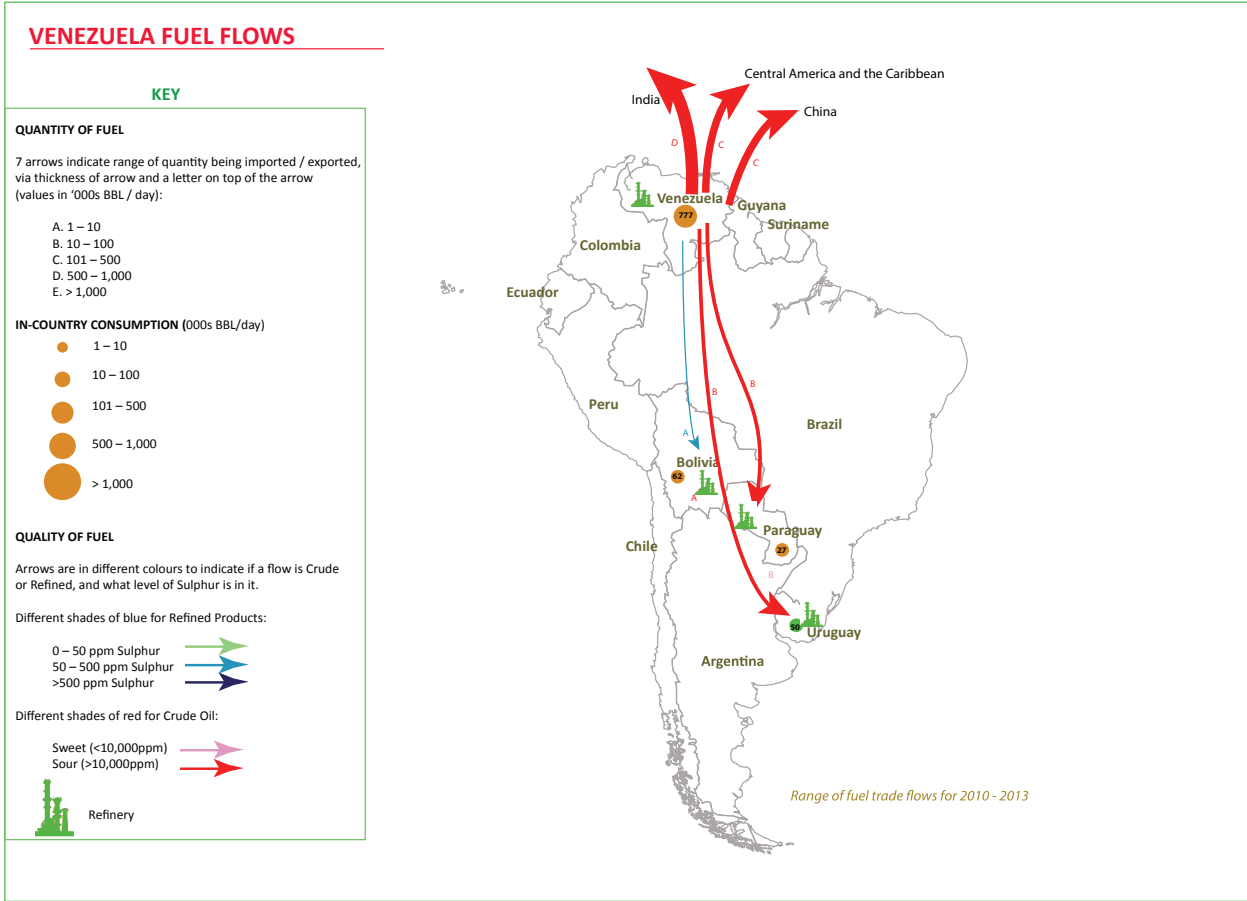 VENEZUELA FUEL FLOWS
KEY
QUANTITY OF FUEL
7 arrows indicate range of quantity being imported / exported,
via thickness of arrow and a letter on top of the arrow
(values in ‘000s BBL / day):
A. 1 – 10
B. 10 – 100
C. 101 – 500
D. 500 – 1,000
E. > 1,000
IN-COUNTRY CONSUMPTION (000s BBL/day)
1 – 10
10 – 100
101 – 500
500 – 1,000
> 1,000
QUALITY OF FUEL
Arrows are in different colours to indicate if a flow is Crude
or Refined, and what level of Sulphur is in it.
Different shades of blue for Refined Products:
0 – 50 ppm Sulphur
50 – 500 ppm Sulphur
>500 ppm Sulphur
Different shades of red for Crude Oil:
Sweet (<10,000ppm)
Sour (>10,000ppm)
Refinery
Central America and the Caribbean
India
China
D
C
C
Venezuela
Guyana
777
Suriname
Colombia
Ecuador
B
B
Peru
Brazil
A
Bolivia
62
A
Paraguay
Chile
27
B
50
Uruguay
Argentina
Range of fuel trade flows for 2010 - 2013